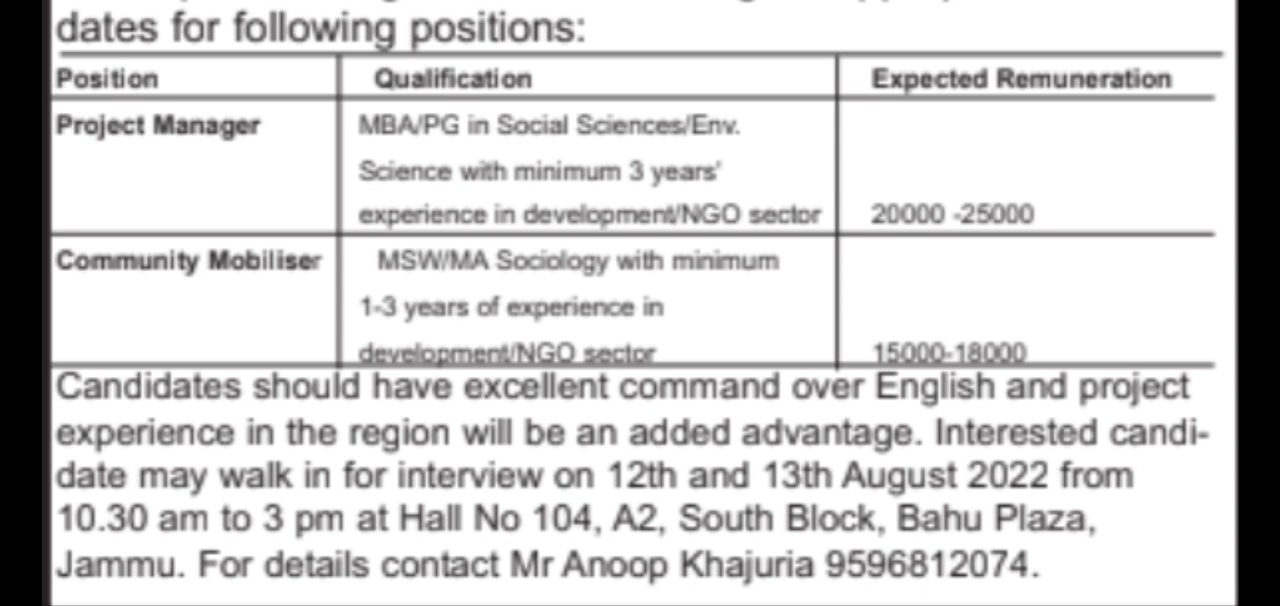 dates for following positions:
Position Qualification Expected Remuneration
Project Manager MBA/PG in Social Sciences/Env.
Science with minimum 3 years'
experience in development/NGO sector 20000 -25000
Community Mobiliser MSW/MA Sociology with minimum
1-3 years of experience in
development/NGO sector 15000-18000
Candidates should have excellent command over English and project
experience in the region will be an added advantage. Interested candi-
date may walk in for interview on 12th and 13th August 2022 from
10.30 am to 3 pm at Hall No 104, A2, South Block, Bahu Plaza,
Jammu. For details contact Mr Anoop Khajuria 9596812074.